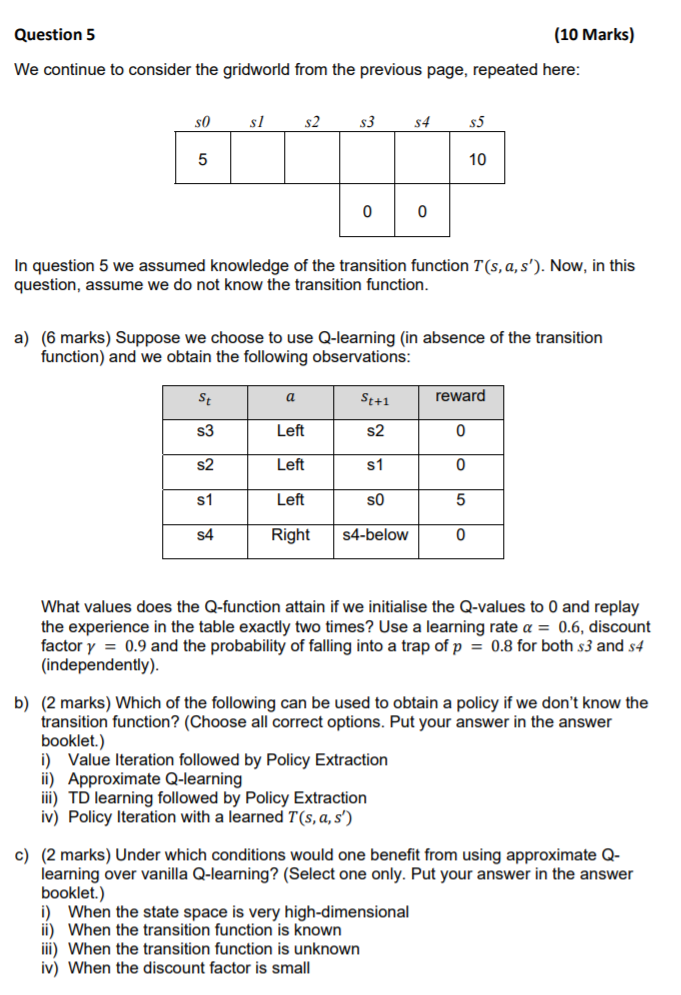 Question 5 (10 Marks)
We continue to consider the gridworld from the previous page, repeated here:
s0 s1 s2 s3 s4 s5
5 10
0 0
In question 5 we assumed knowledge of the transition function T(s, a, s′). Now, in this
question, assume we do not know the transition function.
a) (6 marks) Suppose we choose to use Q-learning (in absence of the transition
function) and we obtain the following observations:
sₜ a sₜ₊₁ reward
s3 Left s2 0
s2 Left s1 0
s1 Left s0 5
s4 Right s4-below 0
What values does the Q-function attain if we initialise the Q-values to 0 and replay
the experience in the table exactly two times? Use a learning rate α = 0.6, discount
factor γ = 0.9 and the probability of falling into a trap of p = 0.8 for both s3 and s4
(independently).
b) (2 marks) Which of the following can be used to obtain a policy if we don't know the
transition function? (Choose all correct options. Put your answer in the answer
booklet.)
i) Value Iteration followed by Policy Extraction
ii) Approximate Q-learning
iii) TD learning followed by Policy Extraction
iv) Policy Iteration with a learned T(s, a, s′)
c) (2 marks) Under which conditions would one benefit from using approximate Q-
learning over vanilla Q-learning? (Select one only. Put your answer in the answer
booklet.)
i) When the state space is very high-dimensional
ii) When the transition function is known
iii) When the transition function is unknown
iv) When the discount factor is small